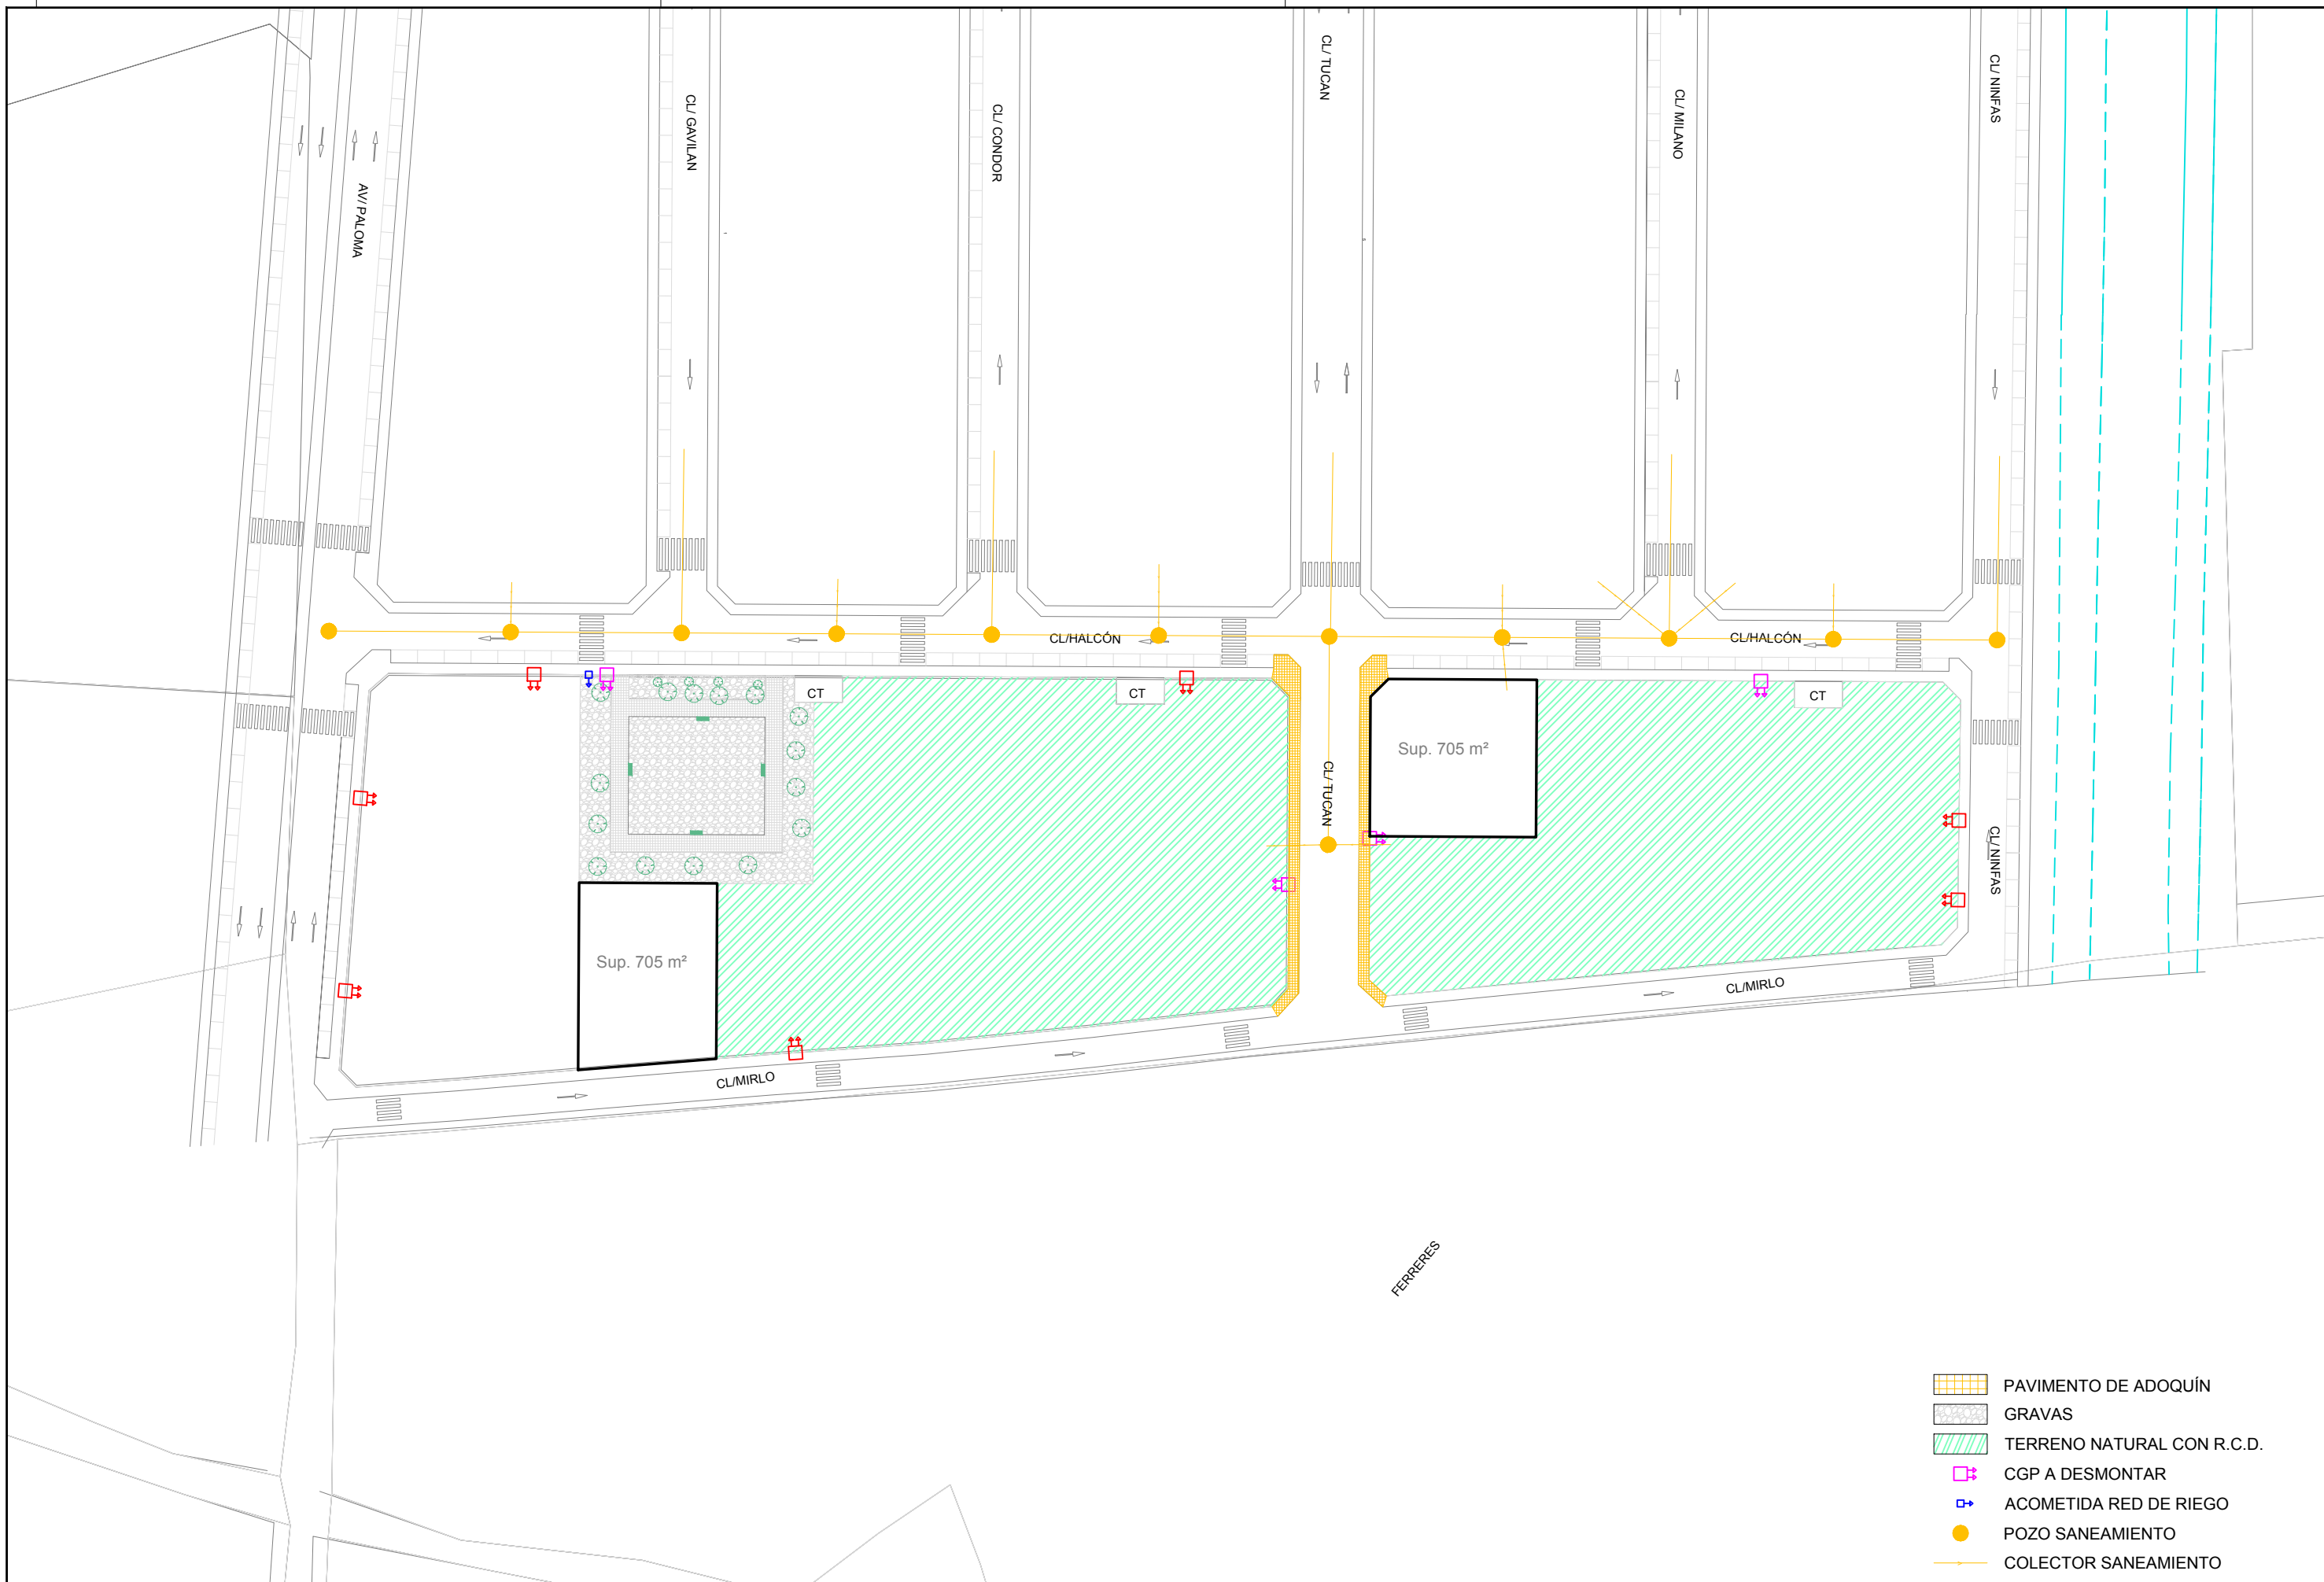 CL/ TUCAN
CL/ NINFAS
CL/ GAVILAN
CL/ CONDOR
CL/ MILANO
AV/ PALOMA
CL/HALCÓN
CL/HALCÓN
CT
CT
CT
Sup. 705 m²
CL/ TUCAN
CL/ NINFAS
Sup. 705 m²
CL/MIRLO
CL/MIRLO
FERRERES
PAVIMENTO DE ADOQUÍN
GRAVAS
TERRENO NATURAL CON R.C.D.
CGP A DESMONTAR
ACOMETIDA RED DE RIEGO
POZO SANEAMIENTO
COLECTOR SANEAMIENTO